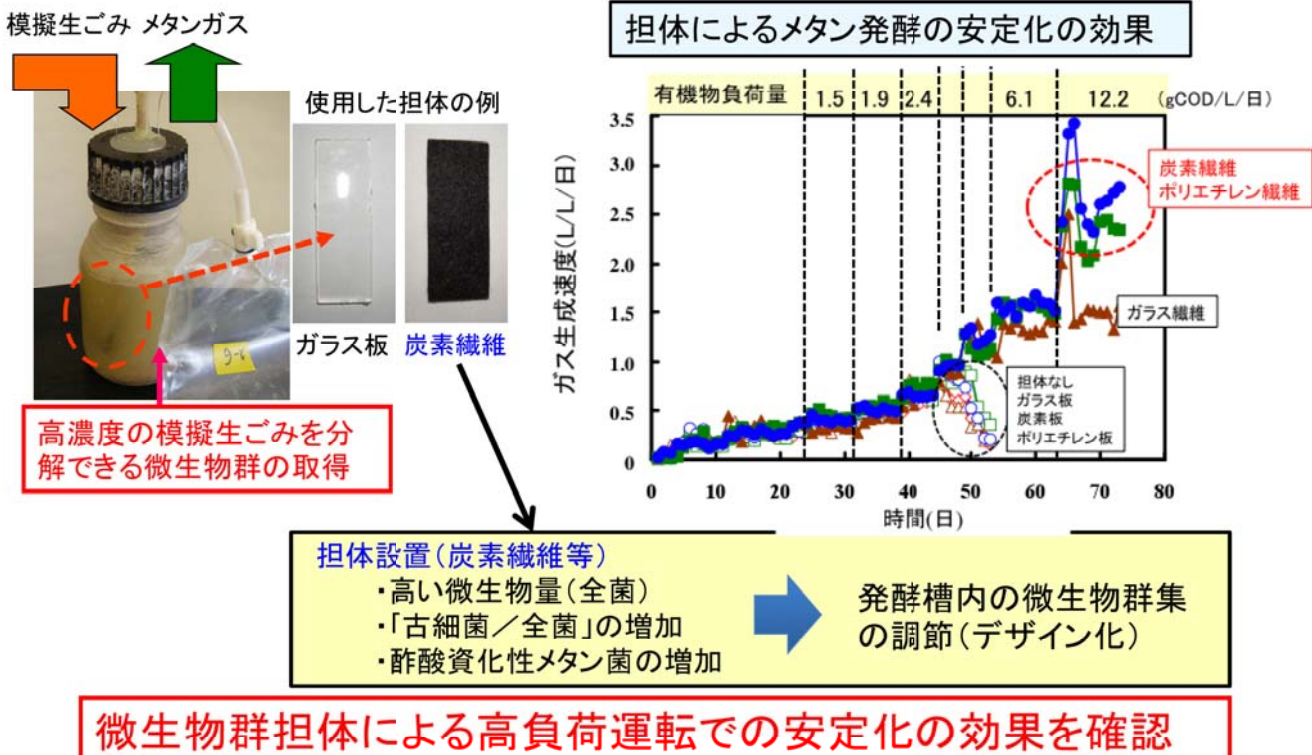 模擬生ごみ メタンガス
担体によるメタン発酵の安定化の効果
使用した担体の例
ガラス板 炭素繊維
高濃度の模擬生ごみを分
解できる微生物群の取得
有機物負荷量 1.5 1.9 2.4 6.1 12.2 (gCOD/L/日)
ガス生成速度(L/L/日)
3.5
3.0
2.5
2.0
1.5
1.0
0.5
0
炭素繊維
ポリエチレン繊維
ガラス繊維
担体なし
ガラス板
炭素板
ポリエチレン板
0 10 20 30 40 50 60 70 80
時間(日)
担体設置(炭素繊維等)
・高い微生物量(全菌)
・「古細菌/全菌」の増加
・酢酸資化性メタン菌の増加
発酵槽内の微生物群集
の調節(デザイン化)
微生物群担体による高負荷運転での安定化の効果を確認